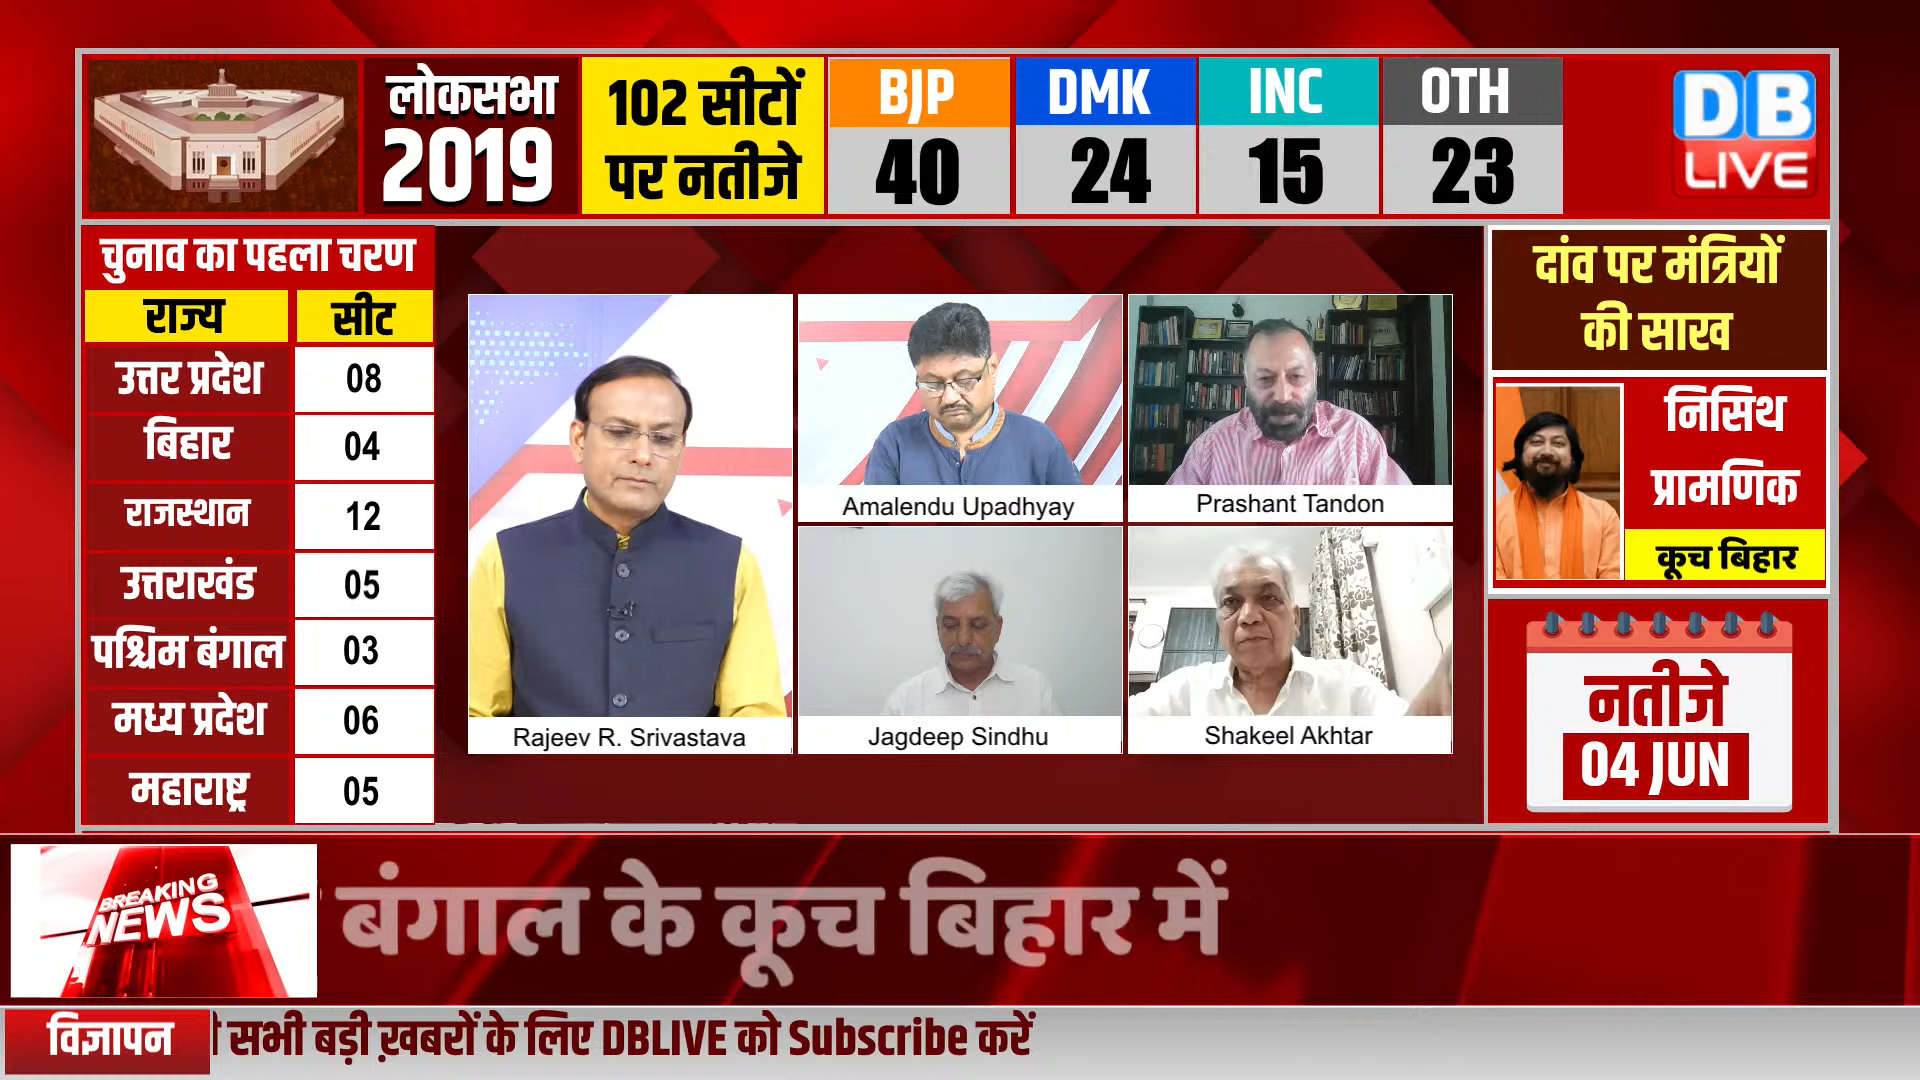 लोकसभा
2019
102 सीटों
पर नतीजे
BJP
40
DMK
24
INC
15
OTH
23
DB
LIVE
चुनाव का पहला चरण
राज्य सीट
उत्तर प्रदेश 08
बिहार 04
राजस्थान 12
उत्तराखंड 05
पश्चिम बंगाल 03
मध्य प्रदेश 06
महाराष्ट्र 05
Rajeev R. Srivastava
Amalendu Upadhyay
Prashant Tandon
Jagdeep Sindhu
Shakeel Akhtar
दांव पर मंत्रियों
की साख
निसिथ
प्रामणिक
कूच बिहार
नतीजे
04 JUN
BREAKING
NEWS
बंगाल के कूच बिहार में
विज्ञापन
सभी बड़ी ख़बरों के लिए DBLIVE को Subscribe करें